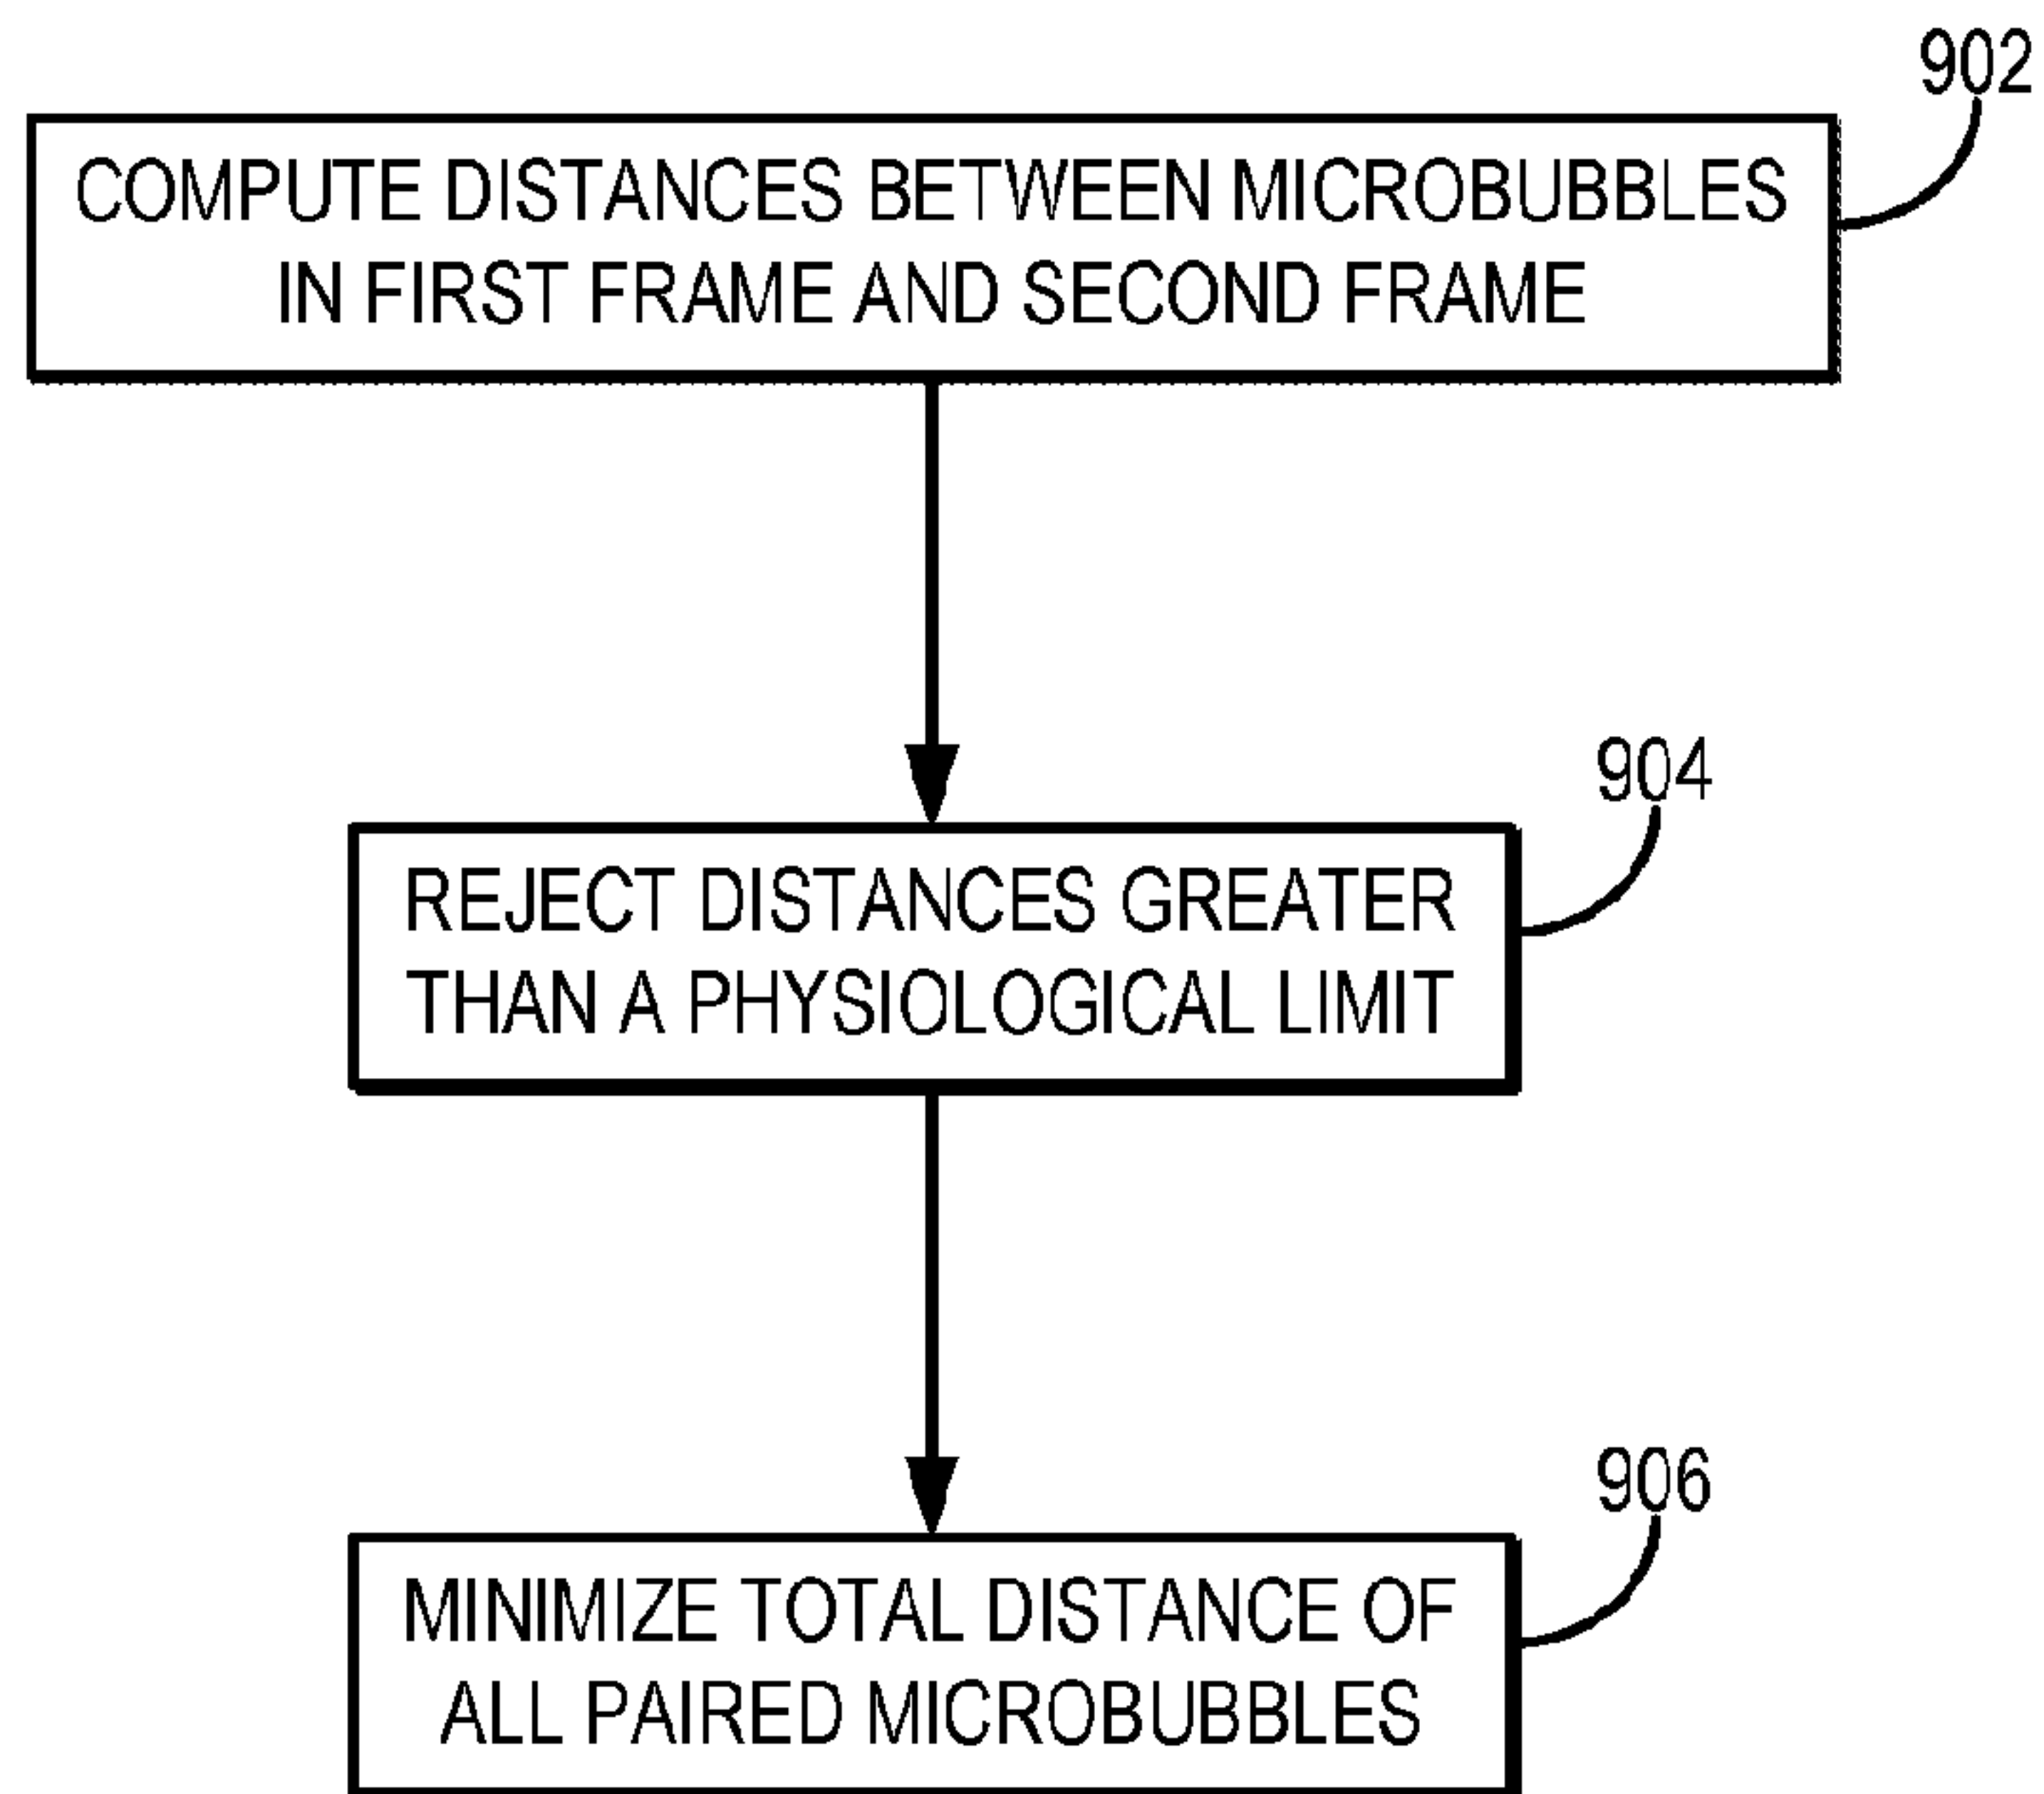 902
COMPUTE DISTANCES BETWEEN MICROBUBBLES
IN FIRST FRAME AND SECOND FRAME
904
REJECT DISTANCES GREATER
THAN A PHYSIOLOGICAL LIMIT
906
MINIMIZE TOTAL DISTANCE OF
ALL PAIRED MICROBUBBLES